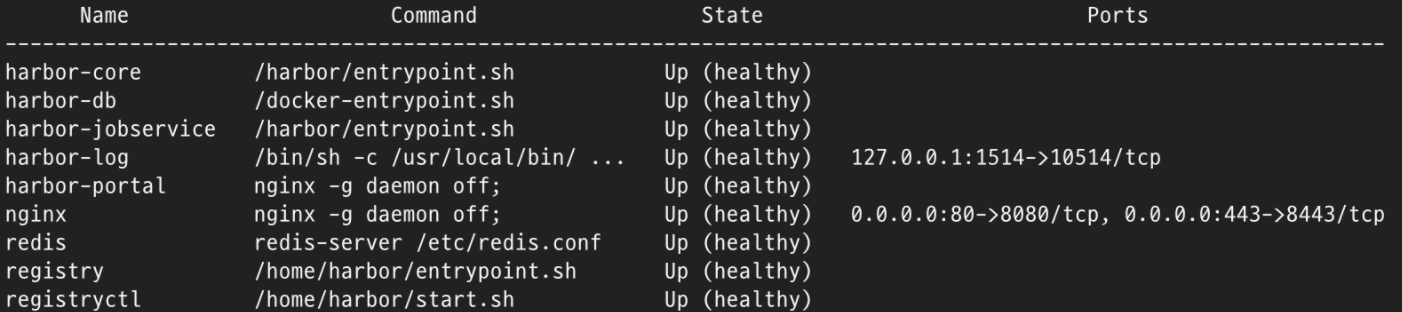 Name Command State Ports
--------------------------------------------------------------------------------------------------------------
harbor-core /harbor/entrypoint.sh Up (healthy)
harbor-db /docker-entrypoint.sh Up (healthy)
harbor-jobservice /harbor/entrypoint.sh Up (healthy)
harbor-log /bin/sh -c /usr/local/bin/ ... Up (healthy) 127.0.0.1:1514->10514/tcp
harbor-portal nginx -g daemon off; Up (healthy)
nginx nginx -g daemon off; Up (healthy) 0.0.0.0:80->8080/tcp, 0.0.0.0:443->8443/tcp
redis redis-server /etc/redis.conf Up (healthy)
registry /home/harbor/entrypoint.sh Up (healthy)
registryctl /home/harbor/start.sh Up (healthy)